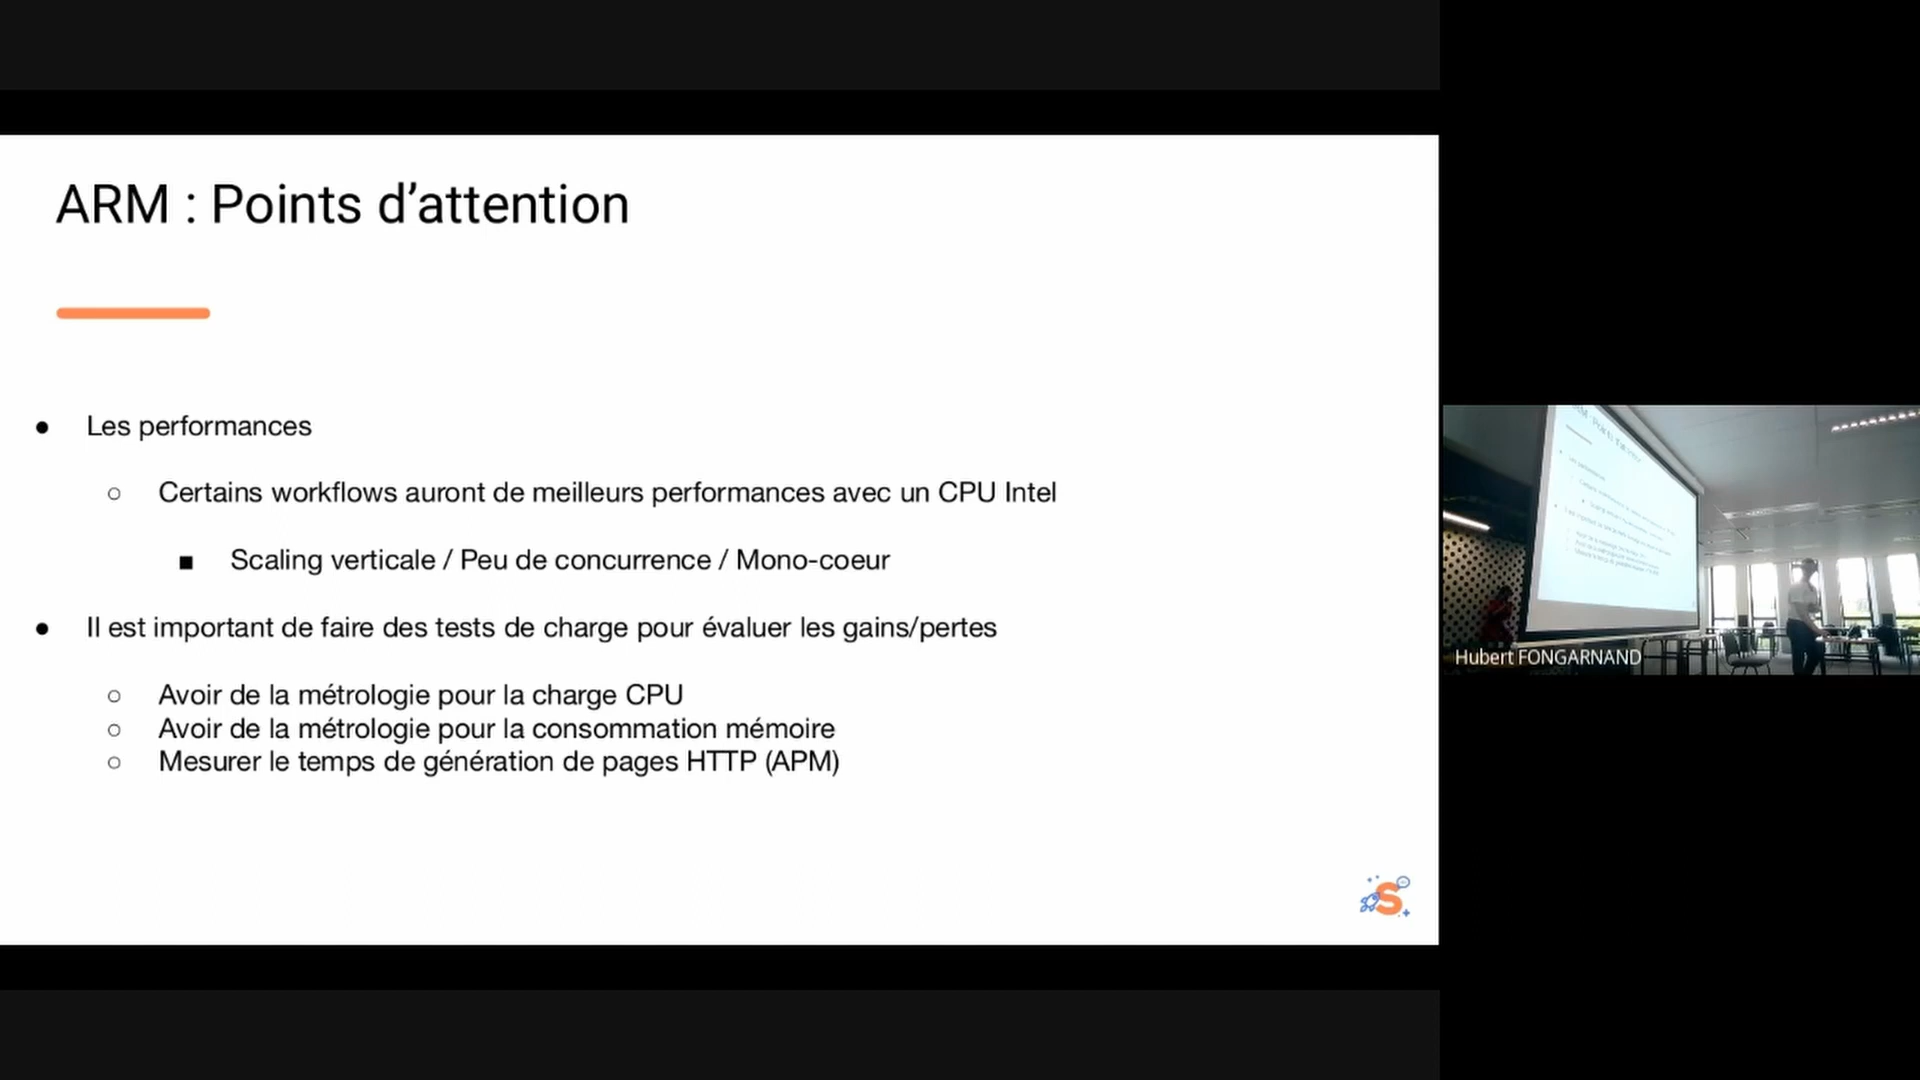 ARM : Points d’attention
● Les performances
○ Certains workflows auront de meilleurs performances avec un CPU Intel
■ Scaling verticale / Peu de concurrence / Mono-coeur
● Il est important de faire des tests de charge pour évaluer les gains/pertes
○ Avoir de la métrologie pour la charge CPU
○ Avoir de la métrologie pour la consommation mémoire
○ Mesurer le temps de génération de pages HTTP (APM)
S
Hubert FONGARNAND